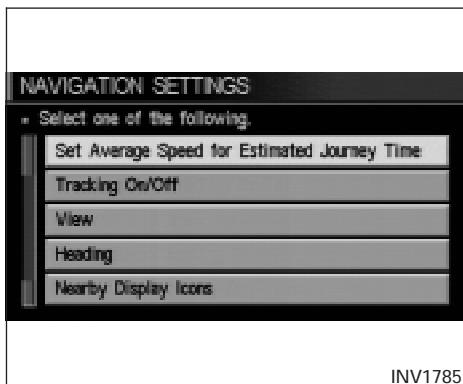 NAVIGATION SETTINGS
Select one of the following.
Set Average Speed for Estimated Journey Time
Tracking On/Off
View
Heading
Nearby Display Icons
INV1785